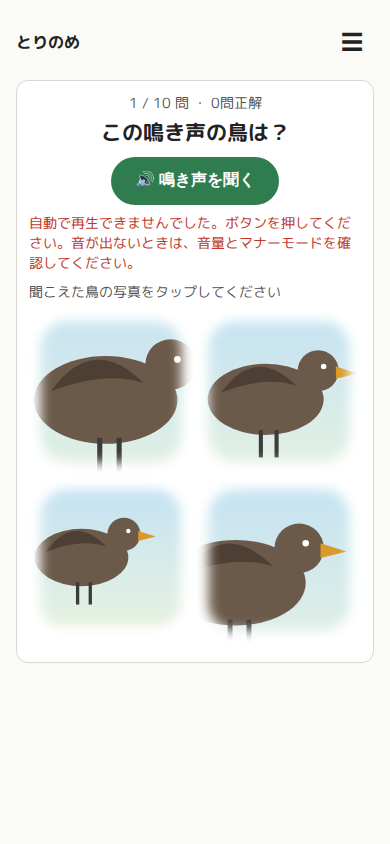 とりのめ
1 / 10 問 · 0問正解
この鳴き声の鳥は？
🔊 鳴き声を聞く
自動で再生できませんでした。ボタンを押してくだ
さい。音が出ないときは、音量とマナーモードを確
認してください。
聞こえた鳥の写真をタップしてください